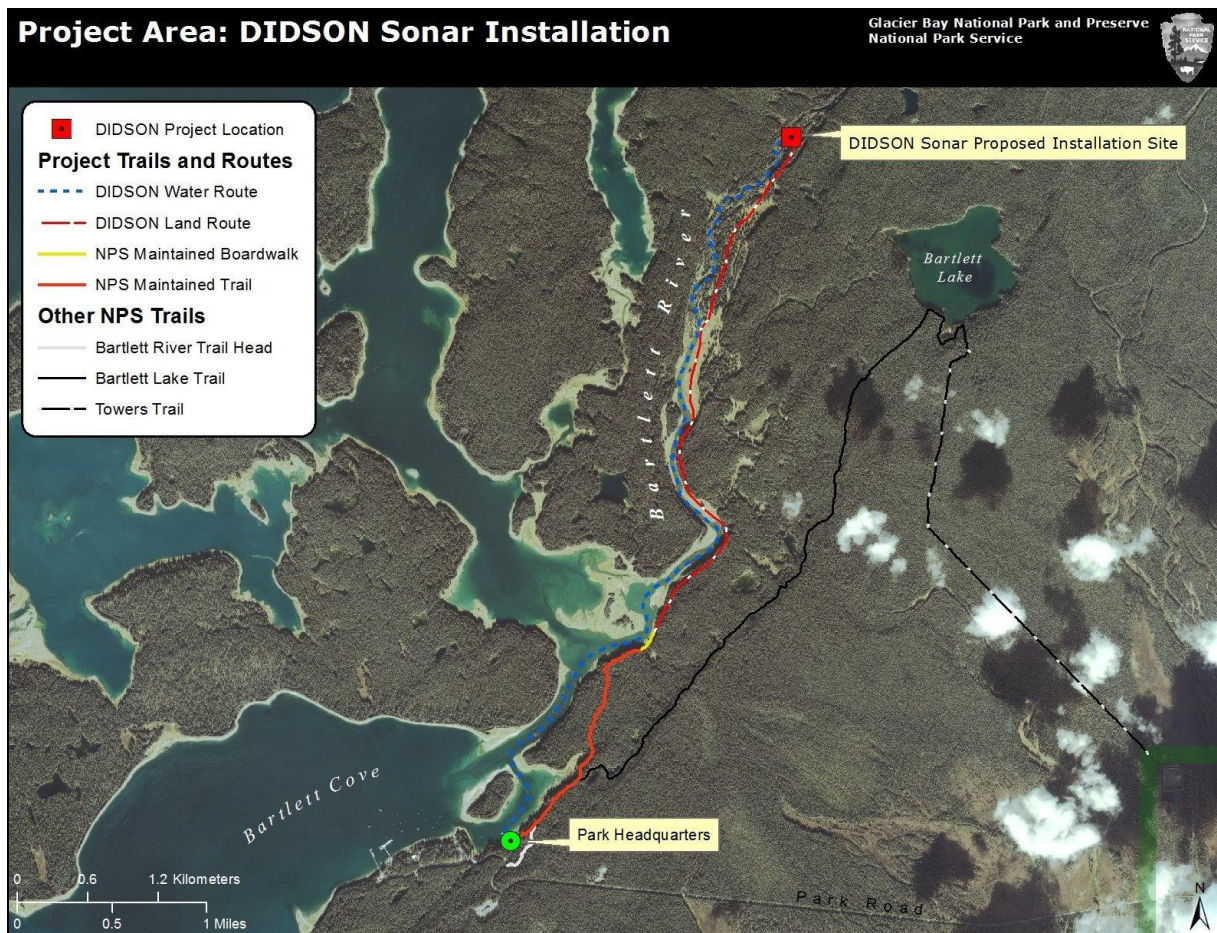 Project Area: DIDSON Sonar Installation
Glacier Bay National Park and Preserve
National Park Service
NATIONAL
PARK
SERVICE
DIDSON Project Location
Project Trails and Routes
DIDSON Water Route
DIDSON Land Route
NPS Maintained Boardwalk
NPS Maintained Trail
Other NPS Trails
Bartlett River Trail Head
Bartlett Lake Trail
Towers Trail
DIDSON Sonar Proposed Installation Site
Bartlett River
Bartlett
Lake
Bartlett Cove
Park Headquarters
Park Road
0 0.6 1.2 Kilometers
0 0.5 1 Miles
N